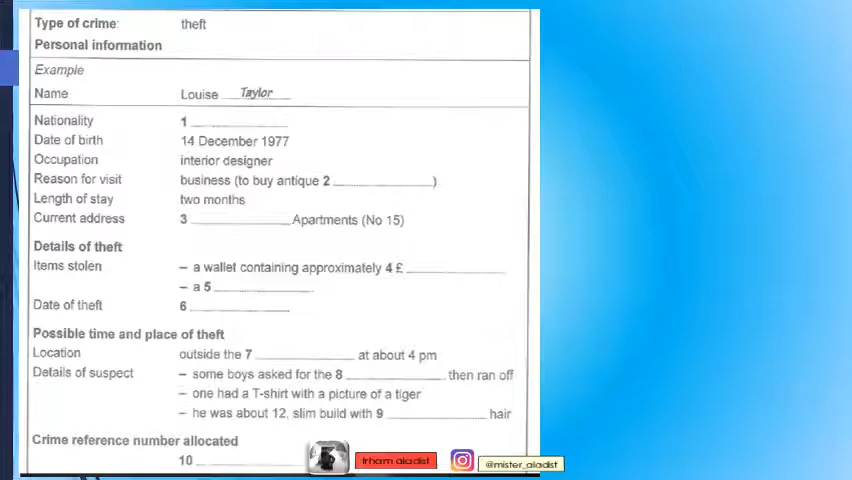 Type of crime: theft
Personal information
Example
Name Louise Taylor
Nationality 1
Date of birth 14 December 1977
Occupation interior designer
Reason for visit business (to buy antique 2 )
Length of stay two months
Current address 3 Apartments (No 15)
Details of theft
Items stolen – a wallet containing approximately 4 £
– a 5
Date of theft 6
Possible time and place of theft
Location outside the 7 at about 4 pm
Details of suspect – some boys asked for the 8 then ran off
– one had a T-shirt with a picture of a tiger
– he was about 12, slim build with 9 hair
Crime reference number allocated
10
Irham aladist
@mister_aladist